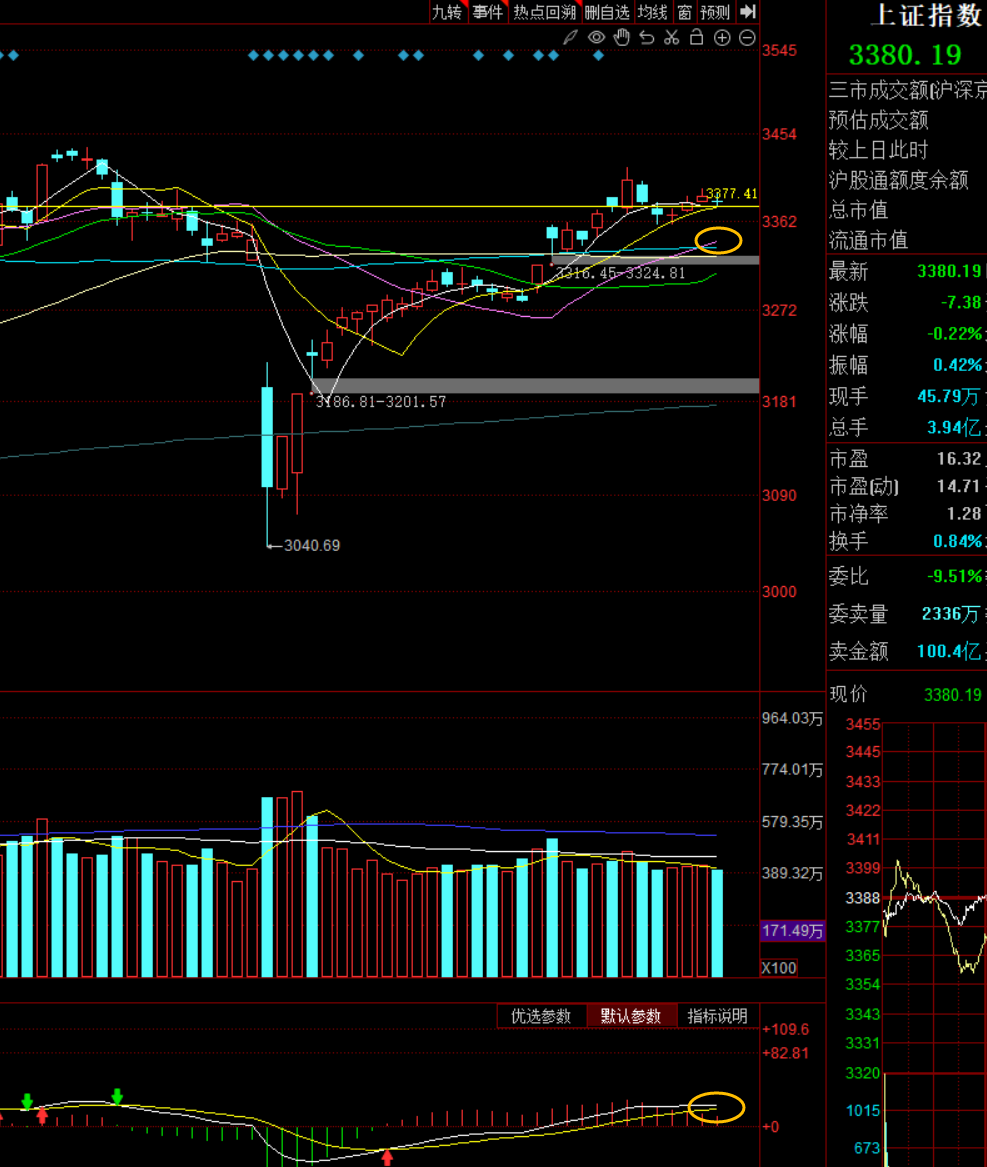 九转 事件 热点回溯 删自选 均线 窗 预测
上证指数
3380.19
3545
3454
3377.41
3362
3316.45-3324.81
3272
3186.81-3201.57
3181
3090
3040.69
3000
三市成交额(沪深京
预估成交额
较上日此时
沪股通额度余额
总市值
流通市值
最新 3380.19
涨跌 -7.38
涨幅 -0.22%
振幅 0.42%
现手 45.79万
总手 3.94亿
市盈 16.32
市盈(动) 14.71
市净率 1.28
换手 0.84%
委比 -9.51%
委卖量 2336万
卖金额 100.4亿
现价 3380.19
964.03万
774.01万
579.35万
389.32万
171.49万
X100
优选参数 默认参数 指标说明
+109.6
+82.81
+0
3455
3445
3433
3422
3411
3399
3388
3377
3365
3354
3343
3331
3320
1015
673